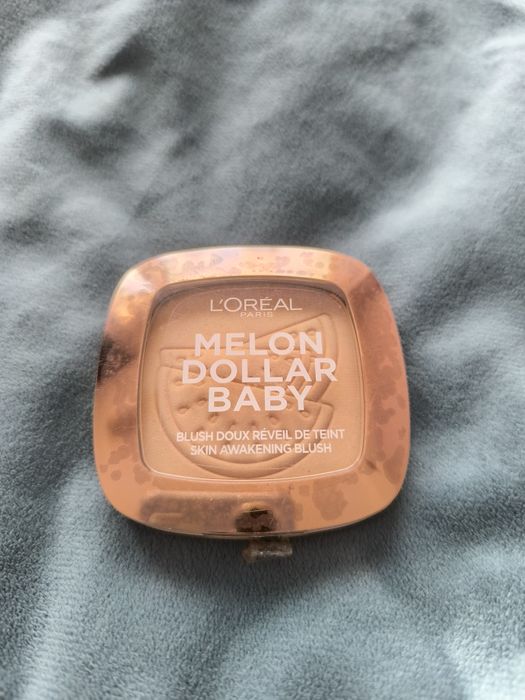 L'ORÉAL
PARIS
MELON
DOLLAR
BABY
BLUSH DOUX RÉVEIL DE TEINT
SKIN AWAKENING BLUSH